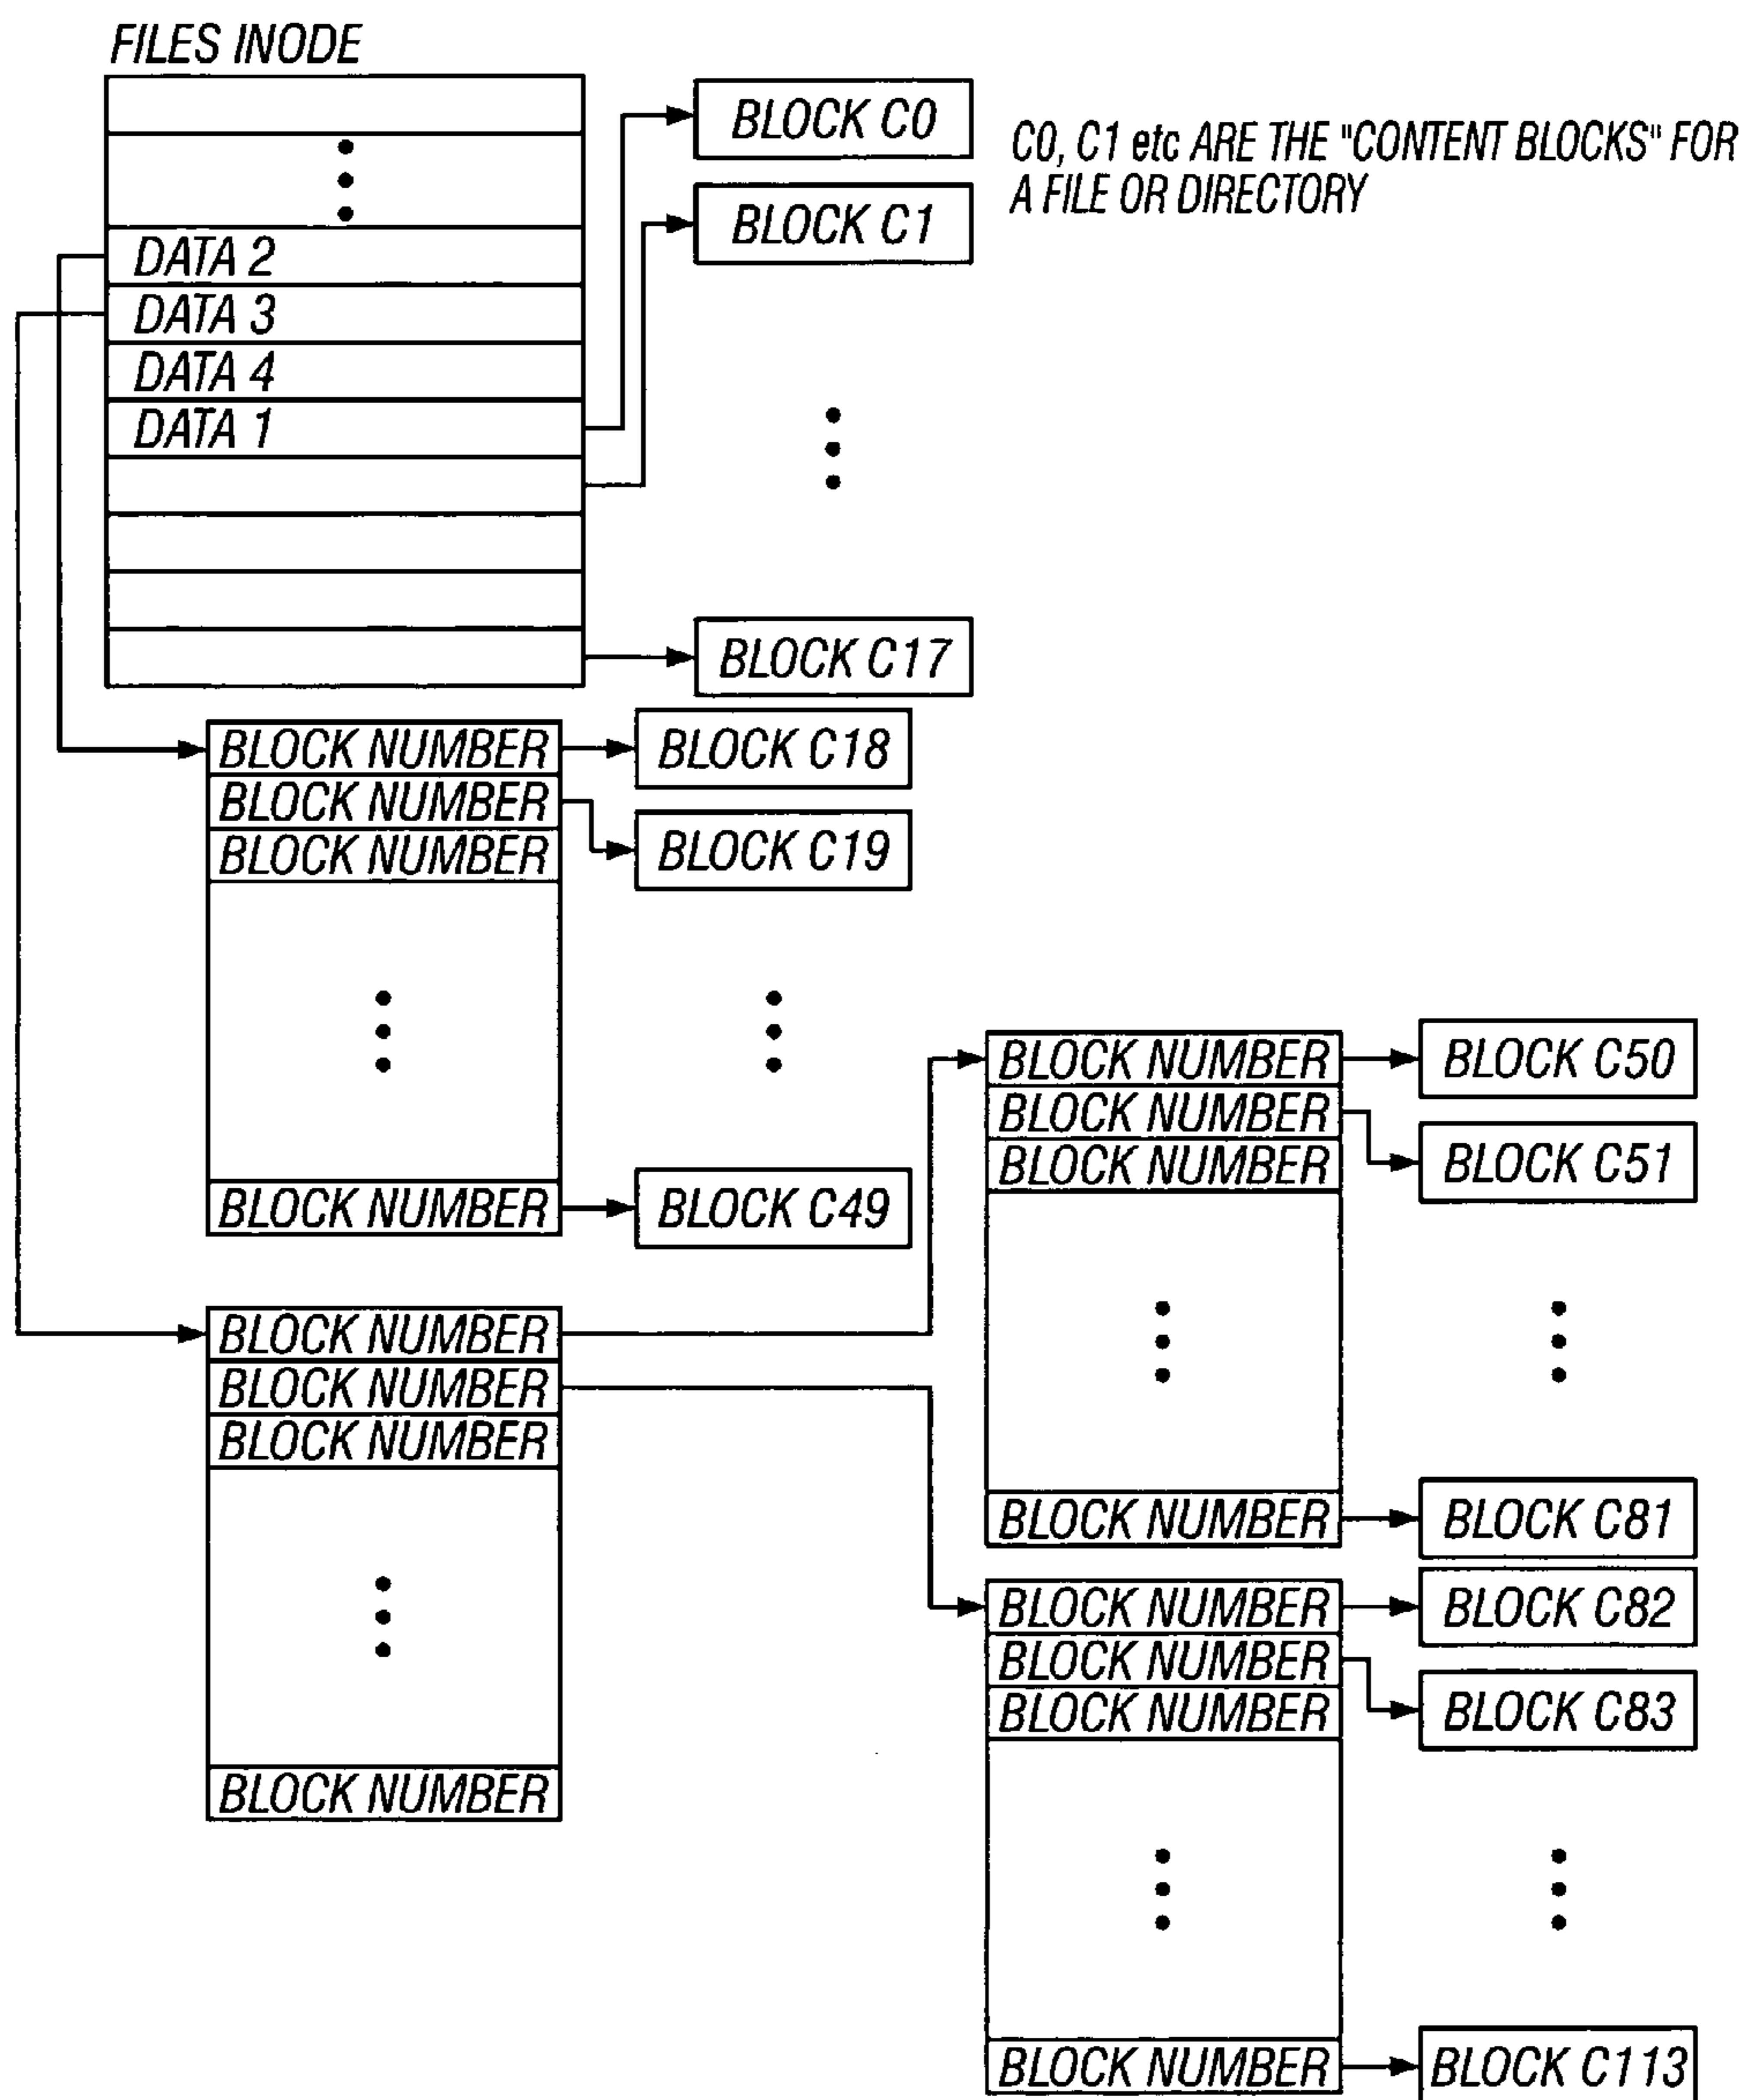 FILES INODE
BLOCK C0
C0, C1 etc ARE THE "CONTENT BLOCKS" FOR
A FILE OR DIRECTORY
BLOCK C1
DATA 2
DATA 3
DATA 4
DATA 1
BLOCK C17
BLOCK NUMBER
BLOCK C18
BLOCK NUMBER
BLOCK C19
BLOCK NUMBER
BLOCK NUMBER
BLOCK C49
BLOCK NUMBER
BLOCK NUMBER
BLOCK NUMBER
BLOCK NUMBER
BLOCK NUMBER
BLOCK C50
BLOCK NUMBER
BLOCK C51
BLOCK NUMBER
BLOCK NUMBER
BLOCK C81
BLOCK NUMBER
BLOCK C82
BLOCK NUMBER
BLOCK C83
BLOCK NUMBER
BLOCK NUMBER
BLOCK C113